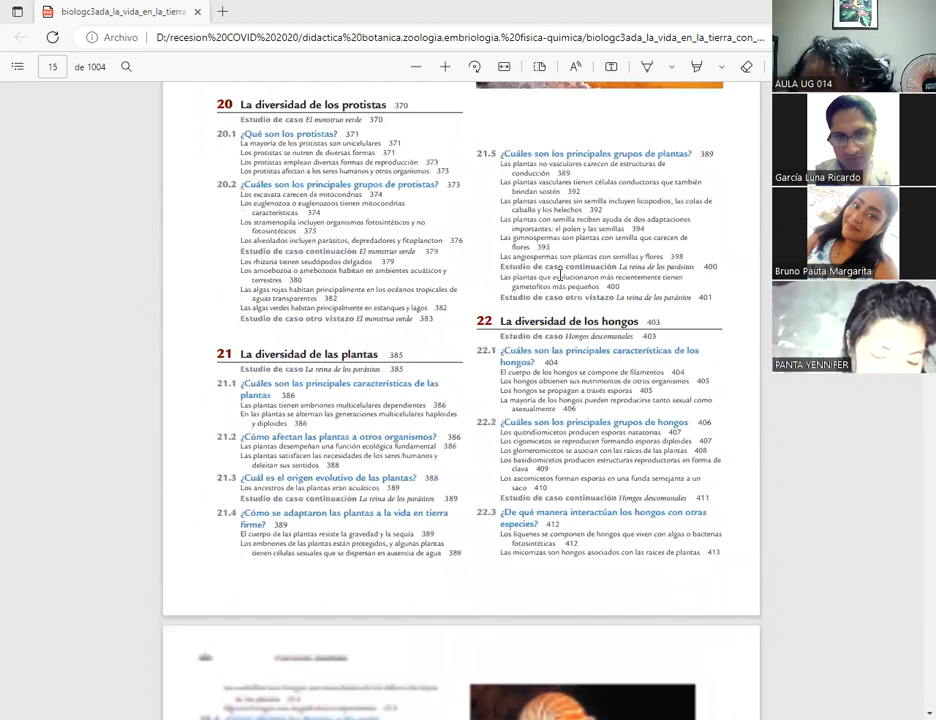 biologc3ada_la_vida_en_la_tierra
Archivo D:/recesion%20COVID%202020/didactica%20botanica,zoologia,embriologia,%20fisica-quimica/biologc3ada_la_vida_en_la_tierra_con_...
15 de 1004
20 La diversidad de los protistas 370
Estudio de caso El monstruo verde 370
20.1 ¿Qué son los protistas? 371
La mayoría de los protistas son unicelulares 371
Los protistas se nutren de diversas formas 371
Los protistas emplean diversas formas de reproducción 373
Los protistas afectan a los seres humanos y otros organismos 373
20.2 ¿Cuáles son los principales grupos de protistas? 373
Los excavata carecen de mitocondrias 374
Los euglenozoa o euglenozoos tienen mitocondrias
características 374
Los stramenopila incluyen organismos fotosintéticos y no
fotosintéticos 375
Los alveolados incluyen parásitos, depredadores y fitoplancton 376
Estudio de caso continuación El monstruo verde 379
Los rhizaria tienen seudópodos delgados 379
Los amoebozoa o amebozoos habitan en ambientes acuáticos y
terrestres 380
Las algas rojas habitan principalmente en los océanos tropicales de
aguas transparentes 382
Las algas verdes habitan principalmente en estanques y lagos 382
Estudio de caso otro vistazo El monstruo verde 383
21 La diversidad de las plantas 385
Estudio de caso La reina de los parásitos 385
21.1 ¿Cuáles son las principales características de las
plantas 386
Las plantas tienen embriones multicelulares dependientes 386
En las plantas se alternan las generaciones multicelulares haploides
y diploides 386
21.2 ¿Cómo afectan las plantas a otros organismos? 386
Las plantas desempeñan una función ecológica fundamental 386
Las plantas satisfacen las necesidades de los seres humanos y
deleitan sus sentidos 388
21.3 ¿Cuál es el origen evolutivo de las plantas? 388
Los ancestros de las plantas eran acuáticos 389
Estudio de caso continuación La reina de los parásitos 389
21.4 ¿Cómo se adaptaron las plantas a la vida en tierra
firme? 389
El cuerpo de las plantas resiste la gravedad y la sequía 389
Los embriones de las plantas están protegidos, y algunas plantas
tienen células sexuales que se dispersan en ausencia de agua 389
21.5 ¿Cuáles son los principales grupos de plantas? 389
Las plantas no vasculares carecen de estructuras de
conducción 389
Las plantas vasculares tienen células conductoras que también
brindan sostén 392
Las plantas vasculares sin semilla incluyen licopodios, las colas de
caballo y los helechos 392
Las plantas con semilla reciben ayuda de dos adaptaciones
importantes: el polen y las semillas 394
Las gimnospermas son plantas con semilla que carecen de
flores 395
Las angiospermas son plantas con semillas y flores 398
Estudio de caso continuación La reina de los parásitos 400
Las plantas que evolucionaron más recientemente tienen
gametofitos más pequeños 400
Estudio de caso otro vistazo La reina de los parásitos 401
22 La diversidad de los hongos 403
Estudio de caso Hongos descomunales 403
22.1 ¿Cuáles son las principales características de los
hongos? 404
El cuerpo de los hongos se compone de filamentos 404
Los hongos obtienen sus nutrimentos de otros organismos 405
Los hongos se propagan a través esporas 405
La mayoría de los hongos pueden reproducirse tanto sexual como
asexualmente 406
22.2 ¿Cuáles son los principales grupos de hongos 406
Los quitridiomicetos producen esporas natatorias 407
Los cigomicetos se reproducen formando esporas diploides 407
Los glomeromicetos se asocian con las raíces de las plantas 408
Los basidiomicetos producen estructuras reproductoras en forma de
clava 409
Los ascomicetos forman esporas en una funda semejante a un
saco 410
Estudio de caso continuación Hongos descomunales 411
22.3 ¿De qué manera interactúan los hongos con otras
especies? 412
Los líquenes se componen de hongos que viven con algas o bacterias
fotosintéticas 412
Las micorrizas son hongos asociados con las raíces de plantas 413
AULA UG 014
García Luna Ricardo
Bruno Pauta Margarita
PANTA YENNIFER